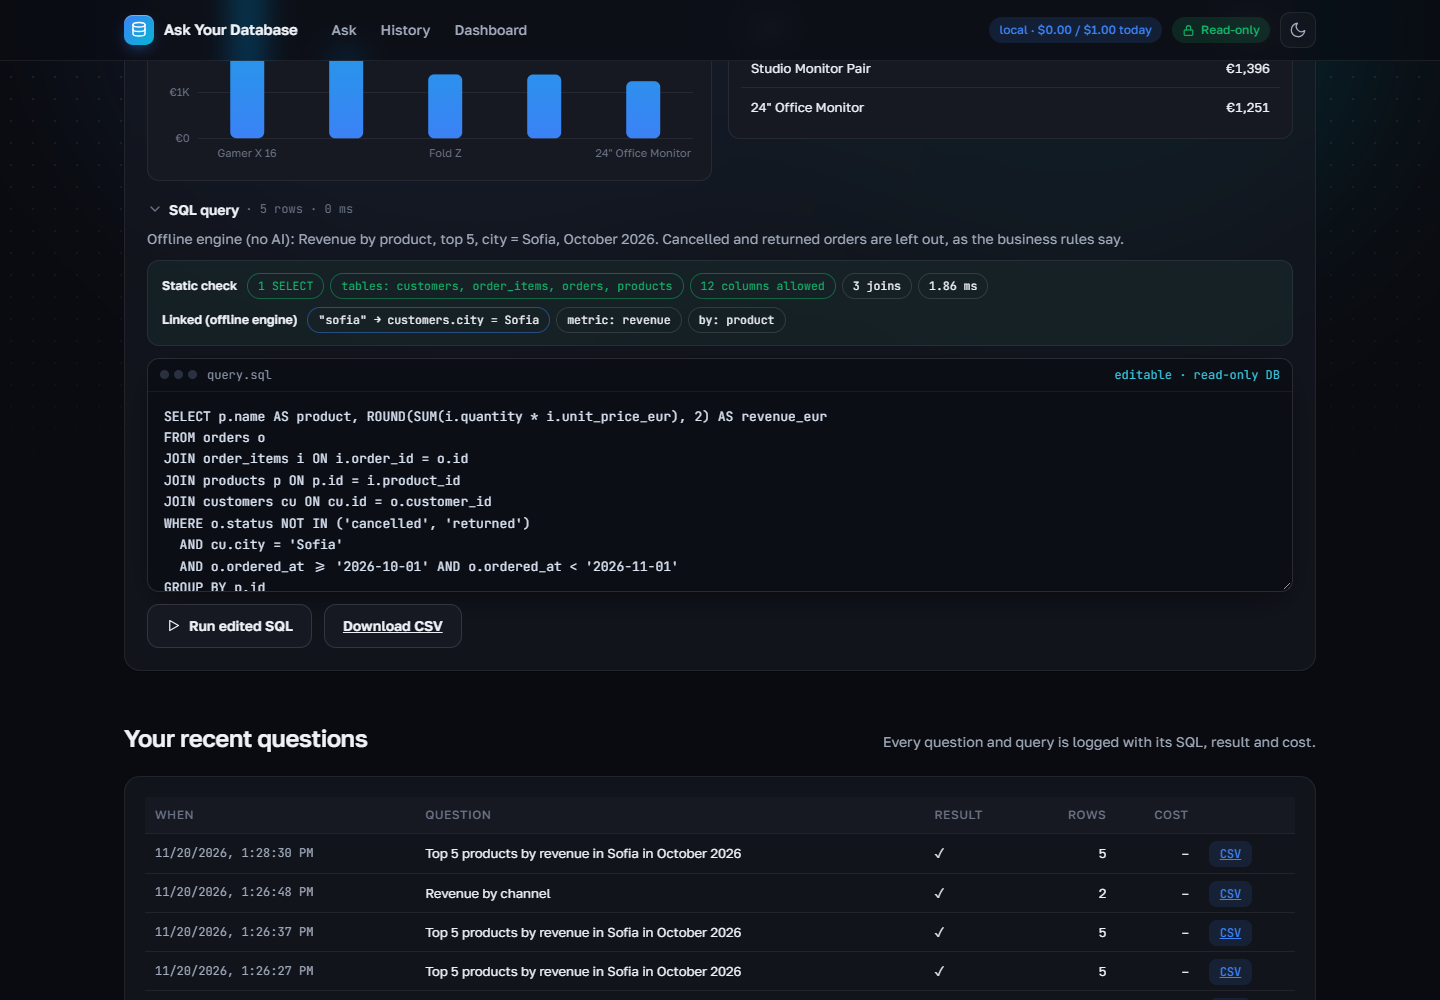 Ask Your Database
Ask
History
Dashboard
local · $0.00 / $1.00 today
Read-only
€1K
€0
Gamer X 16
Fold Z
24" Office Monitor
Studio Monitor Pair €1,396
24" Office Monitor €1,251
SQL query · 5 rows · 0 ms
Offline engine (no AI): Revenue by product, top 5, city = Sofia, October 2026. Cancelled and returned orders are left out, as the business rules say.
Static check 1 SELECT tables: customers, order_items, orders, products 12 columns allowed 3 joins 1.86 ms
Linked (offline engine) "sofia" → customers.city = Sofia metric: revenue by: product
query.sql editable · read-only DB
SELECT p.name AS product, ROUND(SUM(i.quantity * i.unit_price_eur), 2) AS revenue_eur
FROM orders o
JOIN order_items i ON i.order_id = o.id
JOIN products p ON p.id = i.product_id
JOIN customers cu ON cu.id = o.customer_id
WHERE o.status NOT IN ('cancelled', 'returned')
AND cu.city = 'Sofia'
AND o.ordered_at >= '2026-10-01' AND o.ordered_at < '2026-11-01'
GROUP BY p.id
Run edited SQL
Download CSV
Your recent questions
Every question and query is logged with its SQL, result and cost.
WHEN QUESTION RESULT ROWS COST
11/20/2026, 1:28:30 PM Top 5 products by revenue in Sofia in October 2026 ✓ 5 – CSV
11/20/2026, 1:26:48 PM Revenue by channel ✓ 2 – CSV
11/20/2026, 1:26:37 PM Top 5 products by revenue in Sofia in October 2026 ✓ 5 – CSV
11/20/2026, 1:26:27 PM Top 5 products by revenue in Sofia in October 2026 ✓ 5 – CSV